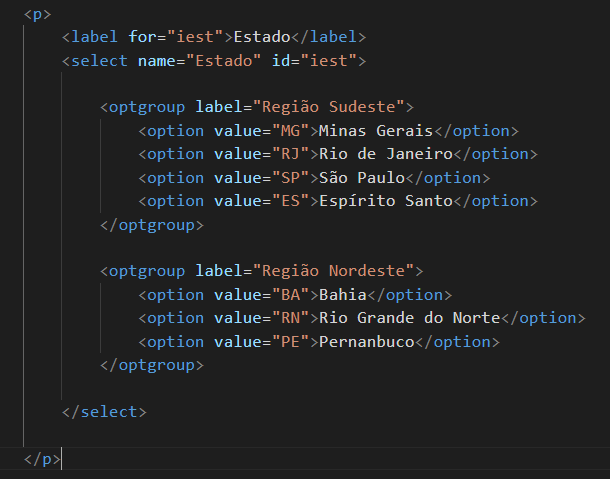 <p>
<label for="iest">Estado</label>
<select name="Estado" id="iest">
<optgroup label="Região Sudeste">
<option value="MG">Minas Gerais</option>
<option value="RJ">Rio de Janeiro</option>
<option value="SP">São Paulo</option>
<option value="ES">Espírito Santo</option>
</optgroup>
<optgroup label="Região Nordeste">
<option value="BA">Bahia</option>
<option value="RN">Rio Grande do Norte</option>
<option value="PE">Pernanbuco</option>
</optgroup>
</select>
</p>